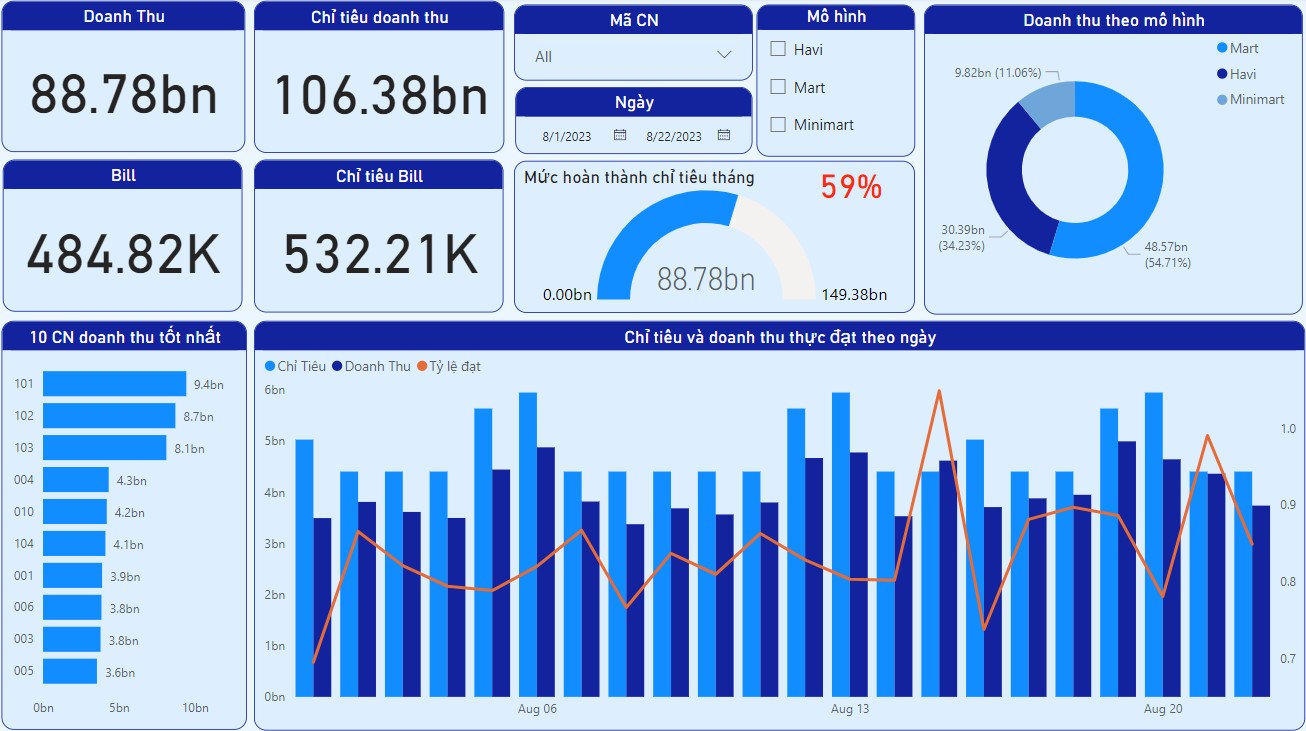 Doanh Thu
88.78bn
Chỉ tiêu doanh thu
106.38bn
Mã CN
All
Ngày
8/1/2023
8/22/2023
Mô hình
Havi
Mart
Minimart
Doanh thu theo mô hình
Mart
Havi
Minimart
9.82bn (11.06%)
30.39bn
(34.23%)
48.57bn
(54.71%)
Bill
484.82K
Chỉ tiêu Bill
532.21K
Mức hoàn thành chỉ tiêu tháng
59%
88.78bn
0.00bn
149.38bn
10 CN doanh thu tốt nhất
101 9.4bn
102 8.7bn
103 8.1bn
004 4.3bn
010 4.2bn
104 4.1bn
001 3.9bn
006 3.8bn
003 3.8bn
005 3.6bn
0bn 5bn 10bn
Chỉ tiêu và doanh thu thực đạt theo ngày
Chỉ Tiêu Doanh Thu Tỷ lệ đạt
6bn
5bn
4bn
3bn
2bn
1bn
0bn
1.0
0.9
0.8
0.7
Aug 06 Aug 13 Aug 20